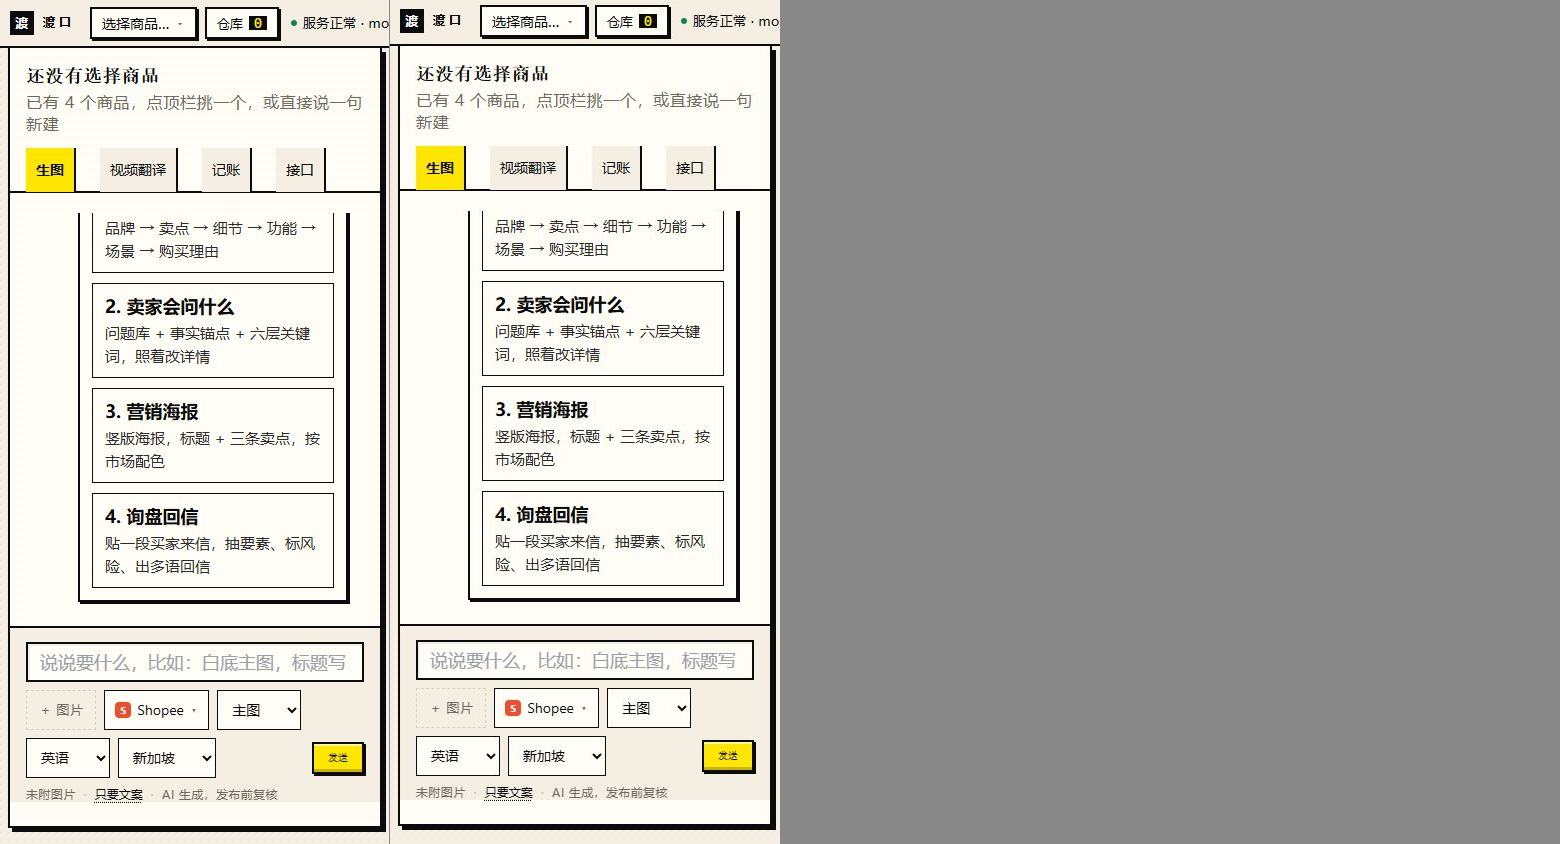 渡 渡口 选择商品... 仓库 0 服务正常 · mo
还没有选择商品
已有 4 个商品，点顶栏挑一个，或直接说一句
新建
生图 视频翻译 记账 接口
品牌 → 卖点 → 细节 → 功能 →
场景 → 购买理由
2. 卖家会问什么
问题库 + 事实锚点 + 六层关键
词，照着改详情
3. 营销海报
竖版海报，标题 + 三条卖点，按
市场配色
4. 询盘回信
贴一段买家来信，抽要素、标风
险、出多语回信
说说要什么，比如：白底主图，标题写
+ 图片 S Shopee 主图
英语 新加坡 发送
未附图片 · 只要文案 · AI 生成，发布前复核
渡 渡口 选择商品... 仓库 0 服务正常 · mo
还没有选择商品
已有 4 个商品，点顶栏挑一个，或直接说一句
新建
生图 视频翻译 记账 接口
品牌 → 卖点 → 细节 → 功能 →
场景 → 购买理由
2. 卖家会问什么
问题库 + 事实锚点 + 六层关键
词，照着改详情
3. 营销海报
竖版海报，标题 + 三条卖点，按
市场配色
4. 询盘回信
贴一段买家来信，抽要素、标风
险、出多语回信
说说要什么，比如：白底主图，标题写
+ 图片 S Shopee 主图
英语 新加坡 发送
未附图片 · 只要文案 · AI 生成，发布前复核